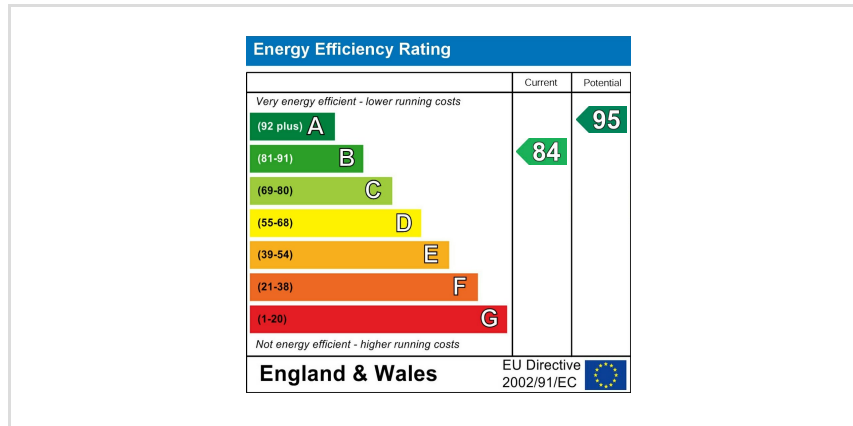 Energy Efficiency Rating
Current Potential
Very energy efficient - lower running costs
(92 plus) A
95
(81-91) B
84
(69-80) C
(55-68) D
(39-54) E
(21-38) F
(1-20) G
Not energy efficient - higher running costs
England & Wales
EU Directive
2002/91/EC